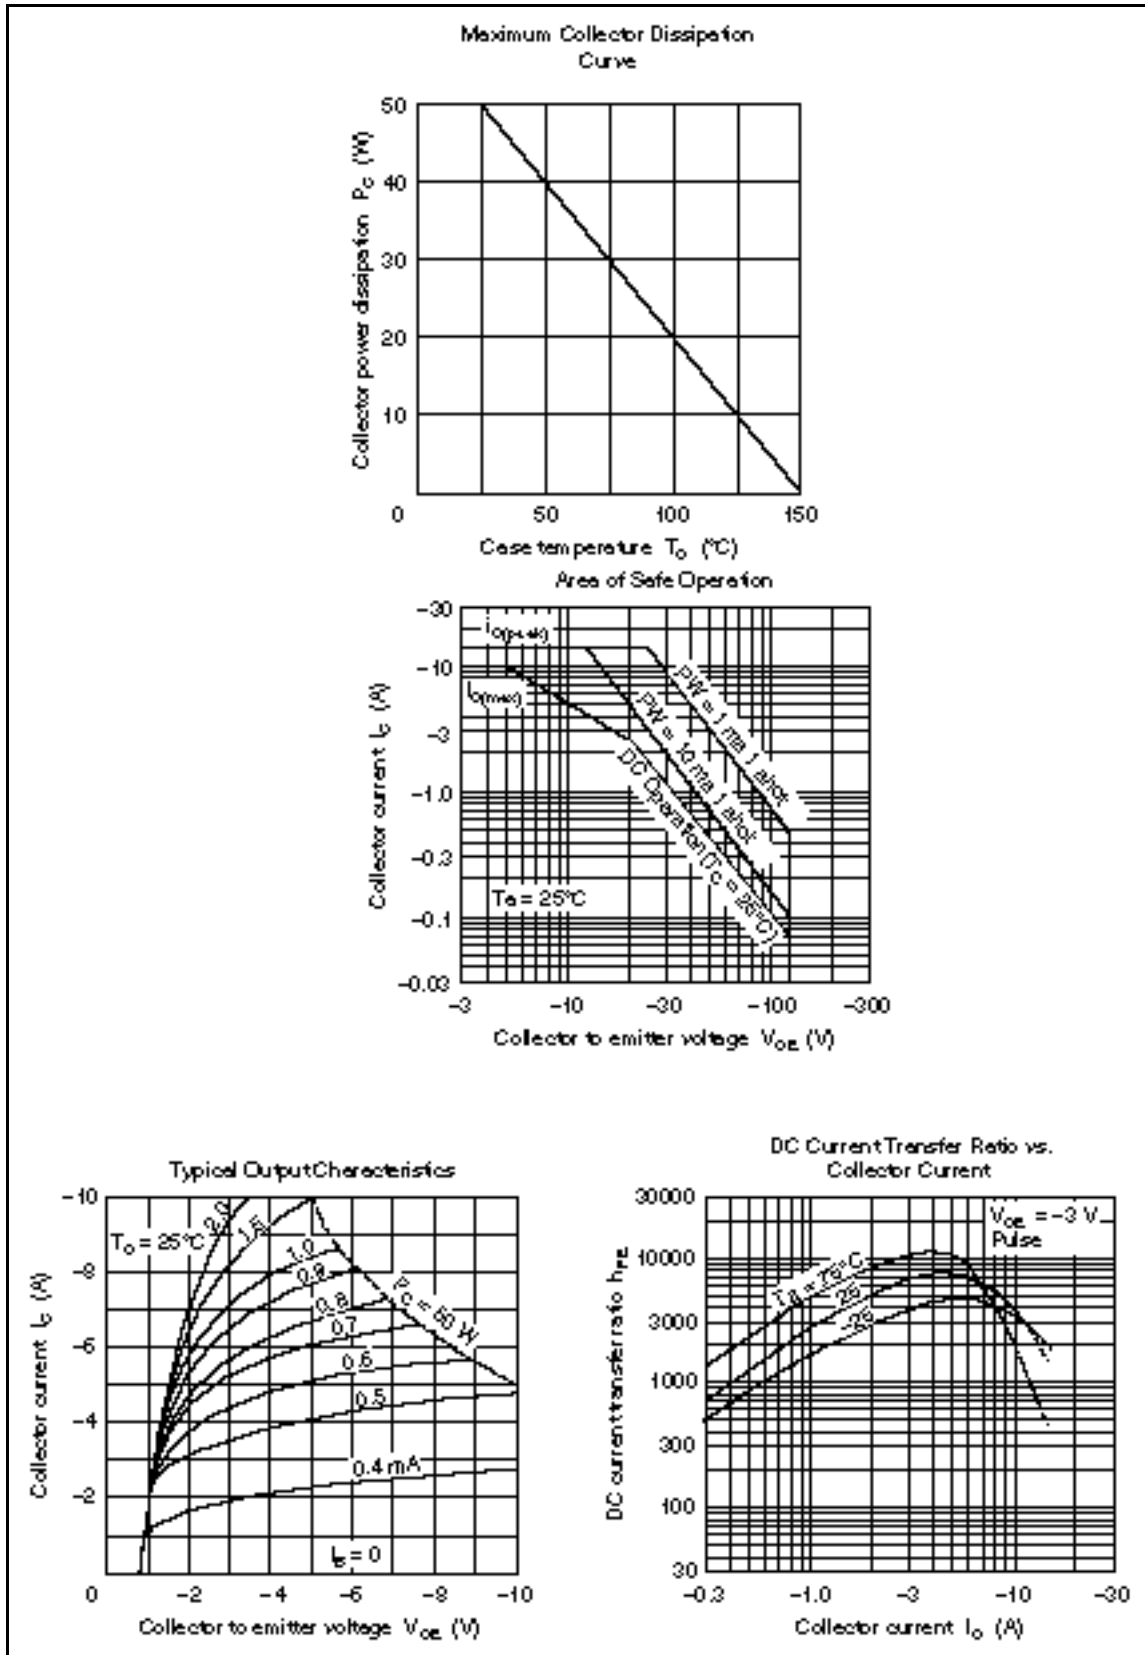 Maximum Collector Dissipation
Curve
50
40
30
20
10
0
50
100
150
Collector power dissipation P_C (W)
Case temperature T_C (°C)
Area of Safe Operation
-30
-10
-3
-1.0
-0.3
-0.1
-0.03
-3
-10
-30
-100
-300
i_C(peak)
I_C(max)
PW = 1 ms 1 shot
PW = 10 ms 1 shot
DC Operation (T_C = 25°C)
Ta = 25°C
Collector current I_C (A)
Collector to emitter voltage V_CE (V)
Typical Output Characteristics
-10
-8
-6
-4
-2
0
-2
-4
-6
-8
-10
T_C = 25°C
2.0
1.5
1.0
0.9
0.8
0.7
0.6
0.5
0.4 mA
I_B = 0
P_C = 50 W
Collector current I_C (A)
Collector to emitter voltage V_CE (V)
DC Current Transfer Ratio vs.
Collector Current
30000
10000
3000
1000
300
100
30
-0.3
-1.0
-3
-10
-30
V_CE = -3 V
Pulse
Ta = 75°C
25
-25
DC current transfer ratio h_FE
Collector current I_C (A)